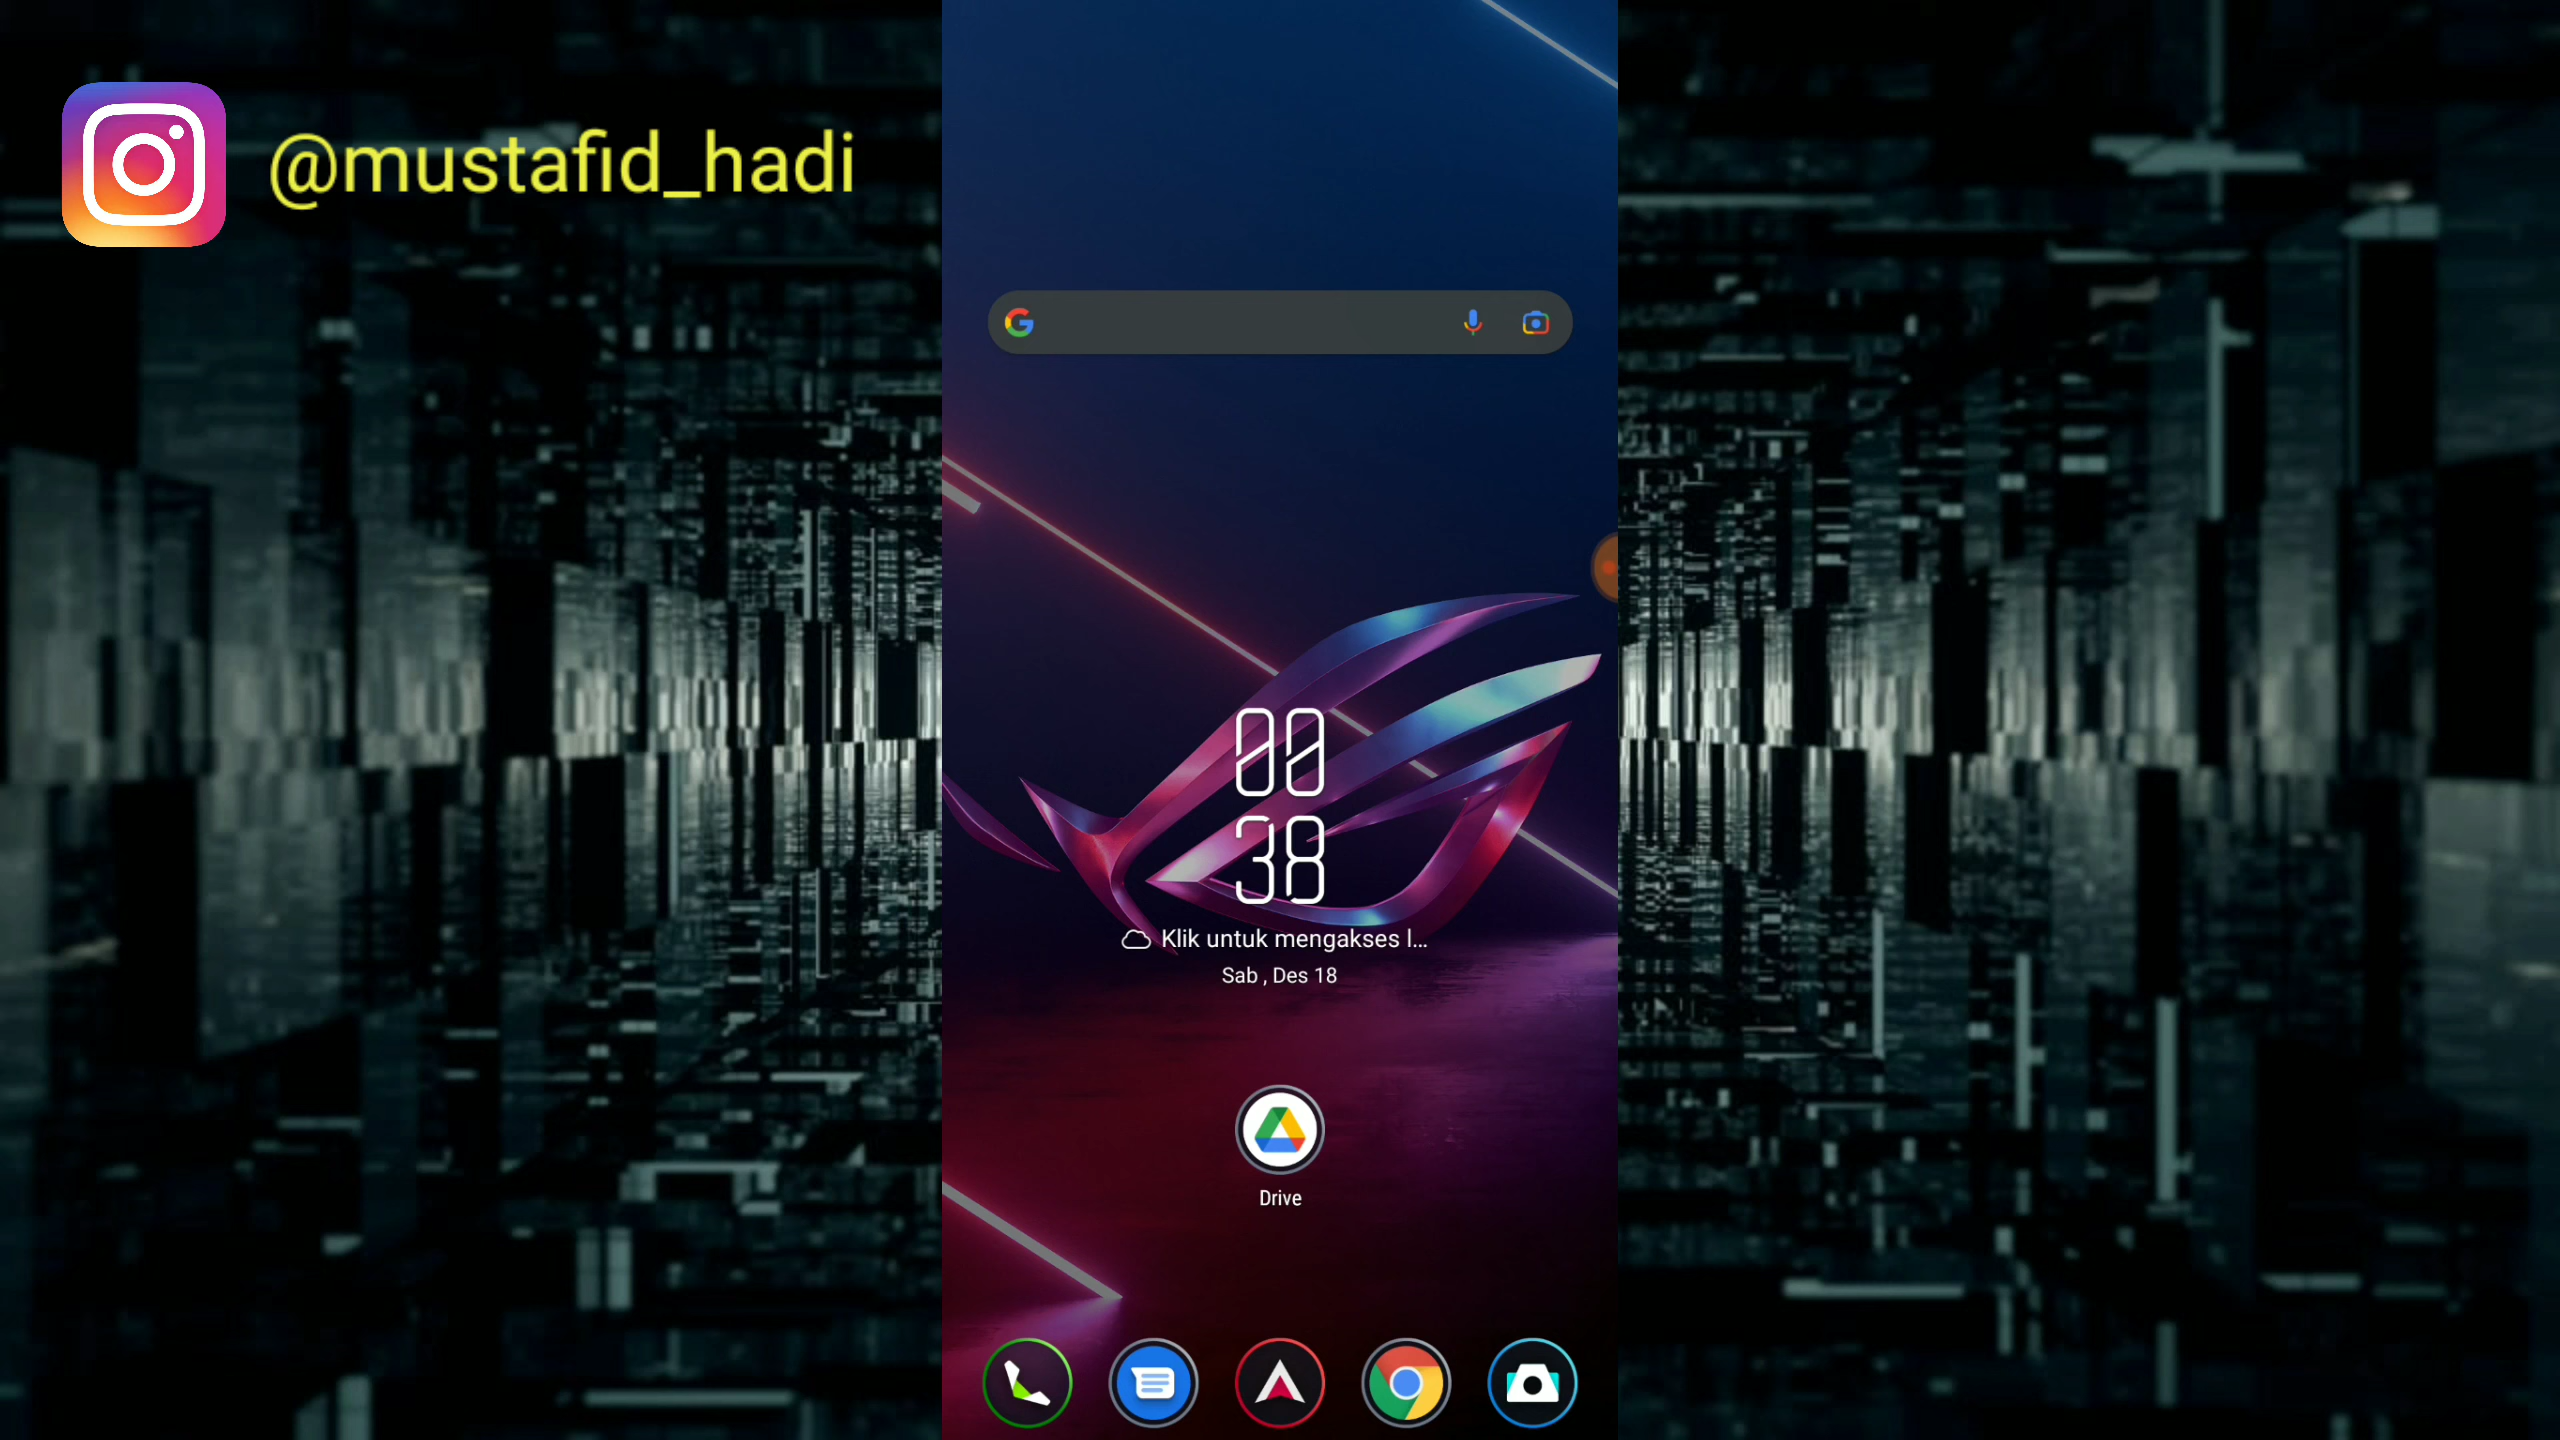 @mustafid_hadi
00
38
Klik untuk mengakses l...
Sab , Des 18
Drive